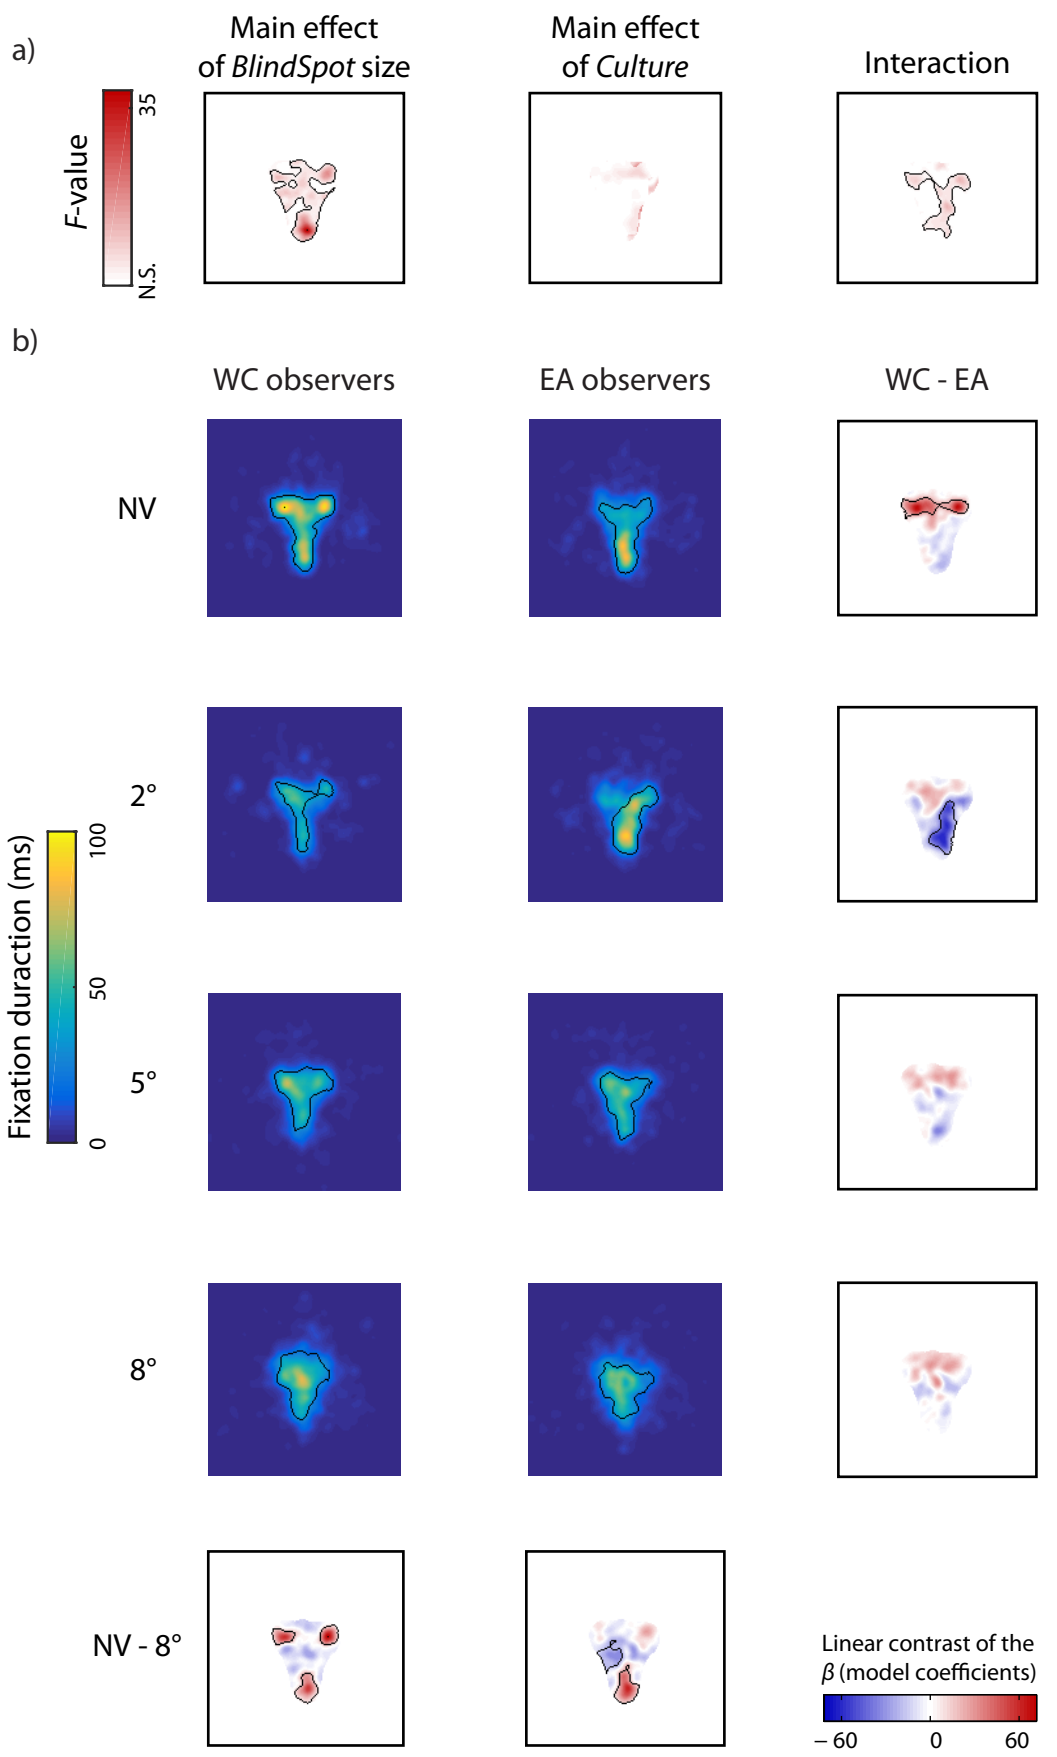 a)
Main effect
of BlindSpot size
Main effect
of Culture
Interaction
F-value
35
N.S.
b)
WC observers
EA observers
WC - EA
NV
2°
5°
8°
NV - 8°
Fixation duraction (ms)
100
50
0
Linear contrast of the
β (model coefficients)
– 60
0
60